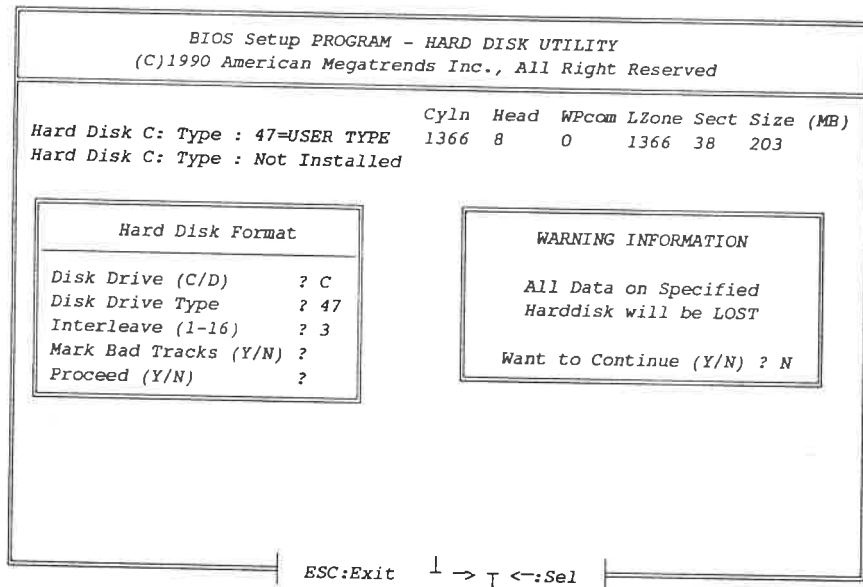 BIOS Setup PROGRAM - HARD DISK UTILITY
(C)1990 American Megatrends Inc., All Right Reserved
Cyln Head WPcom LZone Sect Size (MB)
Hard Disk C: Type : 47=USER TYPE 1366 8 0 1366 38 203
Hard Disk C: Type : Not Installed
Hard Disk Format
Disk Drive (C/D) ? C
Disk Drive Type ? 47
Interleave (1-16) ? 3
Mark Bad Tracks (Y/N) ?
Proceed (Y/N) ?
WARNING INFORMATION
All Data on Specified
Harddisk will be LOST
Want to Continue (Y/N) ? N
ESC:Exit ┴ -> ┬ <-:Sel